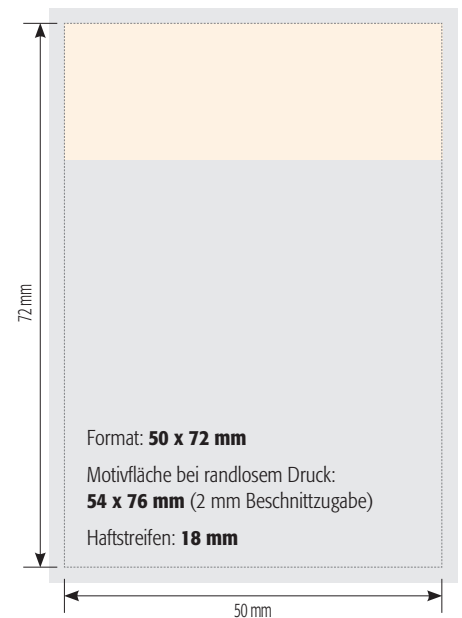 72 mm
Format: 50 x 72 mm
Motivfläche bei randlosem Druck:
54 x 76 mm (2 mm Beschnittzugabe)
Haftstreifen: 18 mm
50 mm